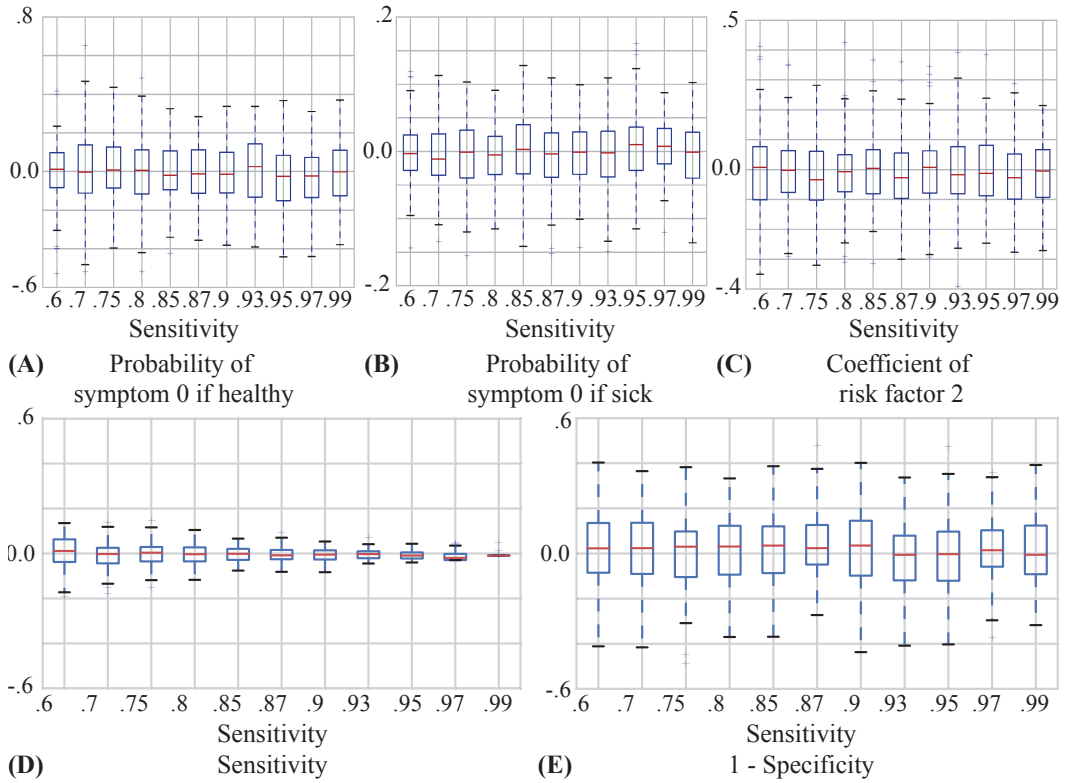 .8
0.0
-.6
.6 .7 .75 .8 .85 .87 .9 .93 .95 .97 .99
Sensitivity
(A) Probability of
symptom 0 if healthy
0.2
0.0
-.2
.6 .7 .75 .8 .85 .87 .9 .93 .95 .97 .99
Sensitivity
(B) Probability of
symptom 0 if sick
.5
0.0
-.4
.6 .7 .75 .8 .85 .87 .9 .93 .95 .97 .99
Sensitivity
(C) Coefficient of
risk factor 2
.6
0.0
-.6
.6 .7 .75 .8 .85 .87 .9 .93 .95 .97 .99
Sensitivity
(D) Sensitivity
.6
0.0
-.6
.6 .7 .75 .8 .85 .87 .9 .93 .95 .97 .99
Sensitivity
(E) 1 - Specificity